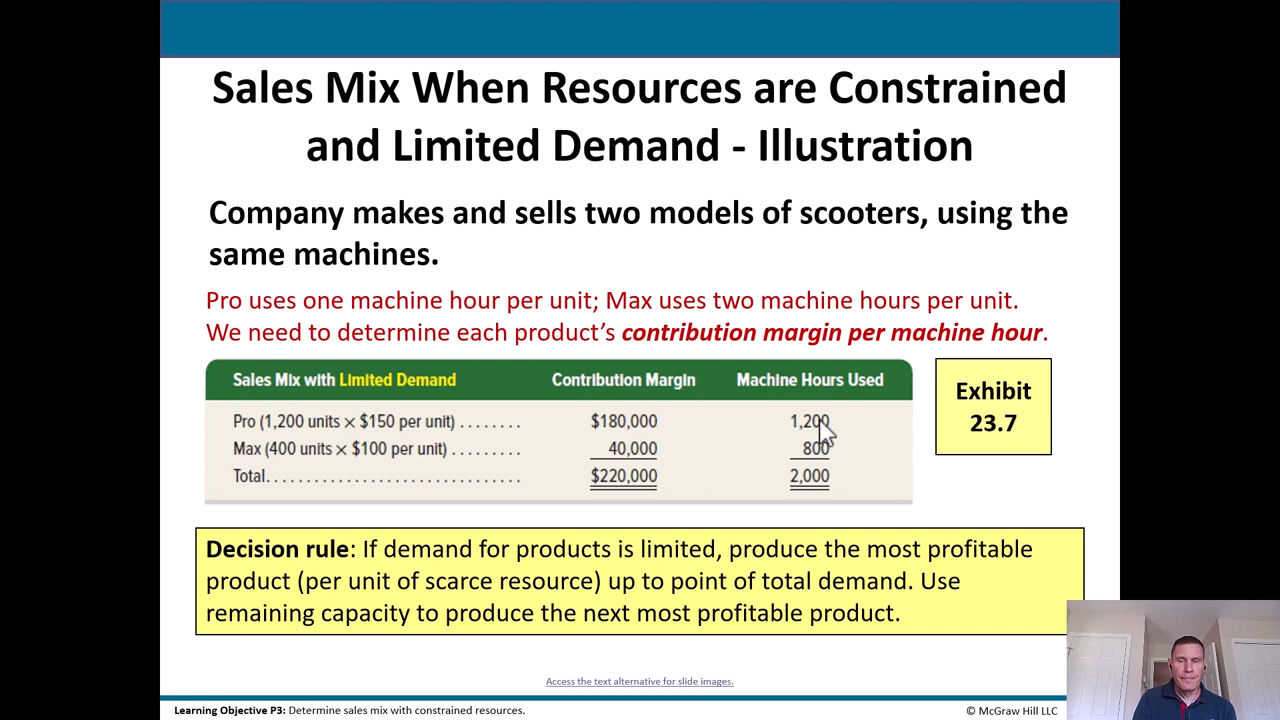 Sales Mix When Resources are Constrained
and Limited Demand - Illustration
Company makes and sells two models of scooters, using the
same machines.
Pro uses one machine hour per unit; Max uses two machine hours per unit.
We need to determine each product’s contribution margin per machine hour.
Sales Mix with Limited Demand Contribution Margin Machine Hours Used
Pro (1,200 units × $150 per unit) ........ $180,000 1,200
Max (400 units × $100 per unit) ......... 40,000 800
Total. ............................... $220,000 2,000
Exhibit
23.7
Decision rule: If demand for products is limited, produce the most profitable
product (per unit of scarce resource) up to point of total demand. Use
remaining capacity to produce the next most profitable product.
Access the text alternative for slide images.
Learning Objective P3: Determine sales mix with constrained resources.
© McGraw Hill LLC